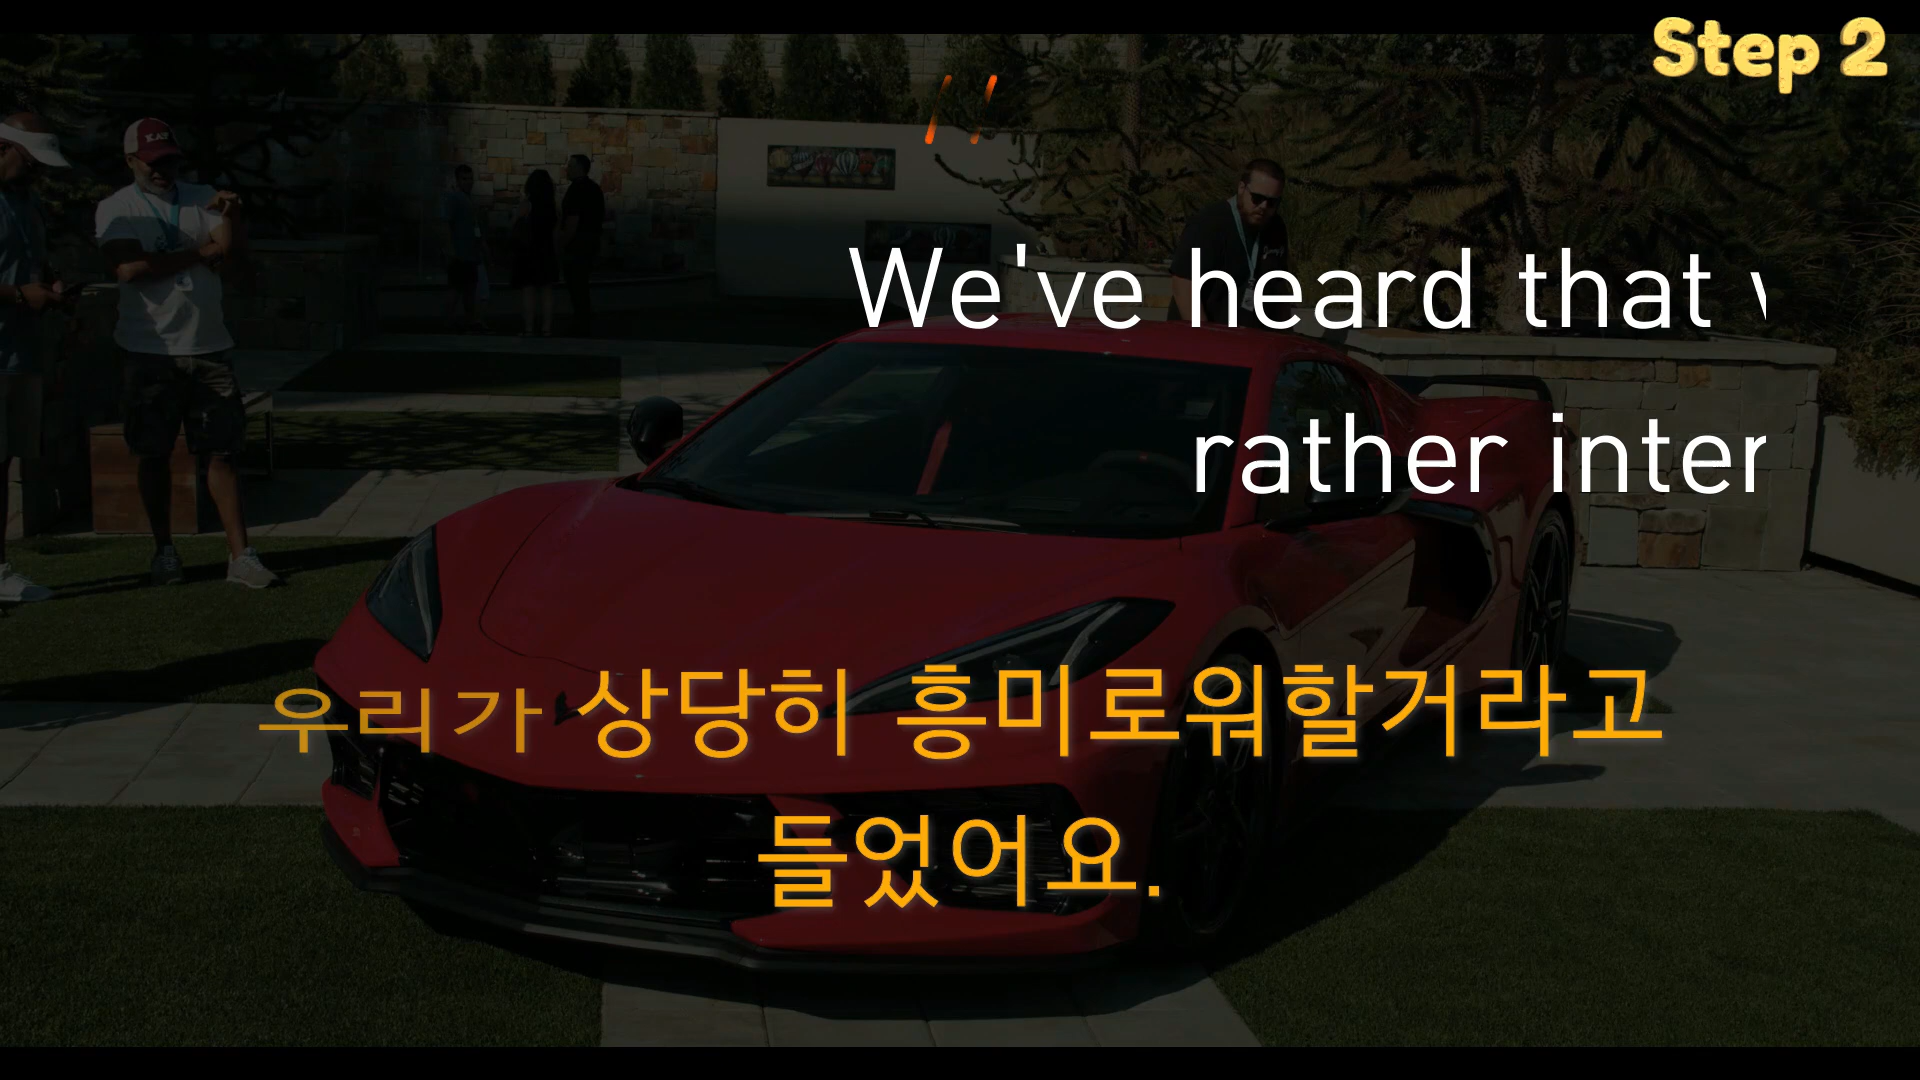 Step 2
We've heard that
rather inter
우리가 상당히 흥미로워할거라고
들었어요.